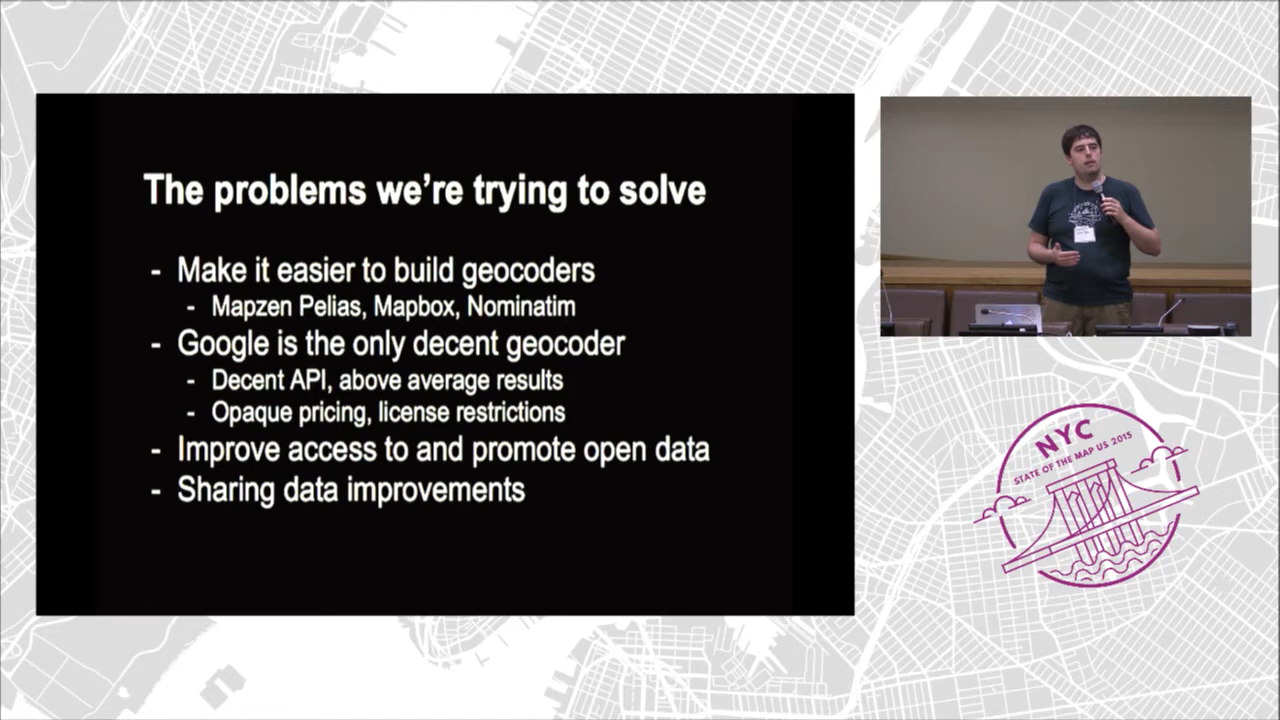 The problems we're trying to solve
- Make it easier to build geocoders
- Mapzen Pelias, Mapbox, Nominatim
- Google is the only decent geocoder
- Decent API, above average results
- Opaque pricing, license restrictions
- Improve access to and promote open data
- Sharing data improvements
NYC
STATE OF THE MAP US 2015